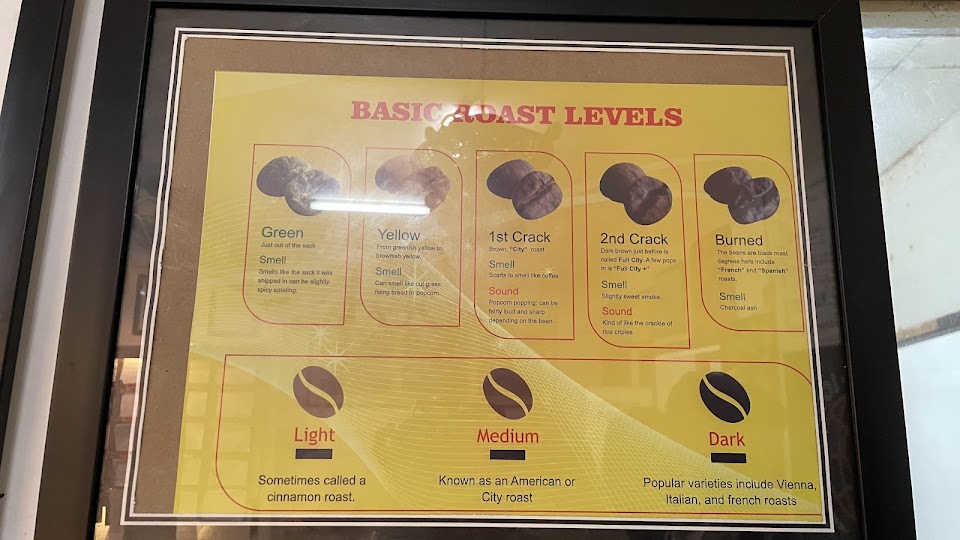 BASIC ROAST LEVELS
Green
Just out of the sack
Smell
Smells like the sack it was
shipped in can be slightly
spicy ameling.
Yellow
From greenish yellow to
brownish yellow.
Smell
Can smell like cut grass,
rising bread or popcorn.
1st Crack
Brown, "City" roast
Smell
Scarts to smell like coffee
Sound
Popcorn popping: can be
fairly loud and sharp
depending on the bean
2nd Crack
Dark brown just before is
called Full City. A few pops
in a "Full City +"
Smell
Slightly sweet smoke.
Sound
Kind of like the crackle of
rice cripies
Burned
The beans are black roast
degrees here include
"French" and "Spanish"
roasts.
Smell
Charcoal ash
Light
Sometimes called a
cinnamon roast.
Medium
Known as an American or
City roast
Dark
Popular varieties include Vienna,
Italian, and french roasts